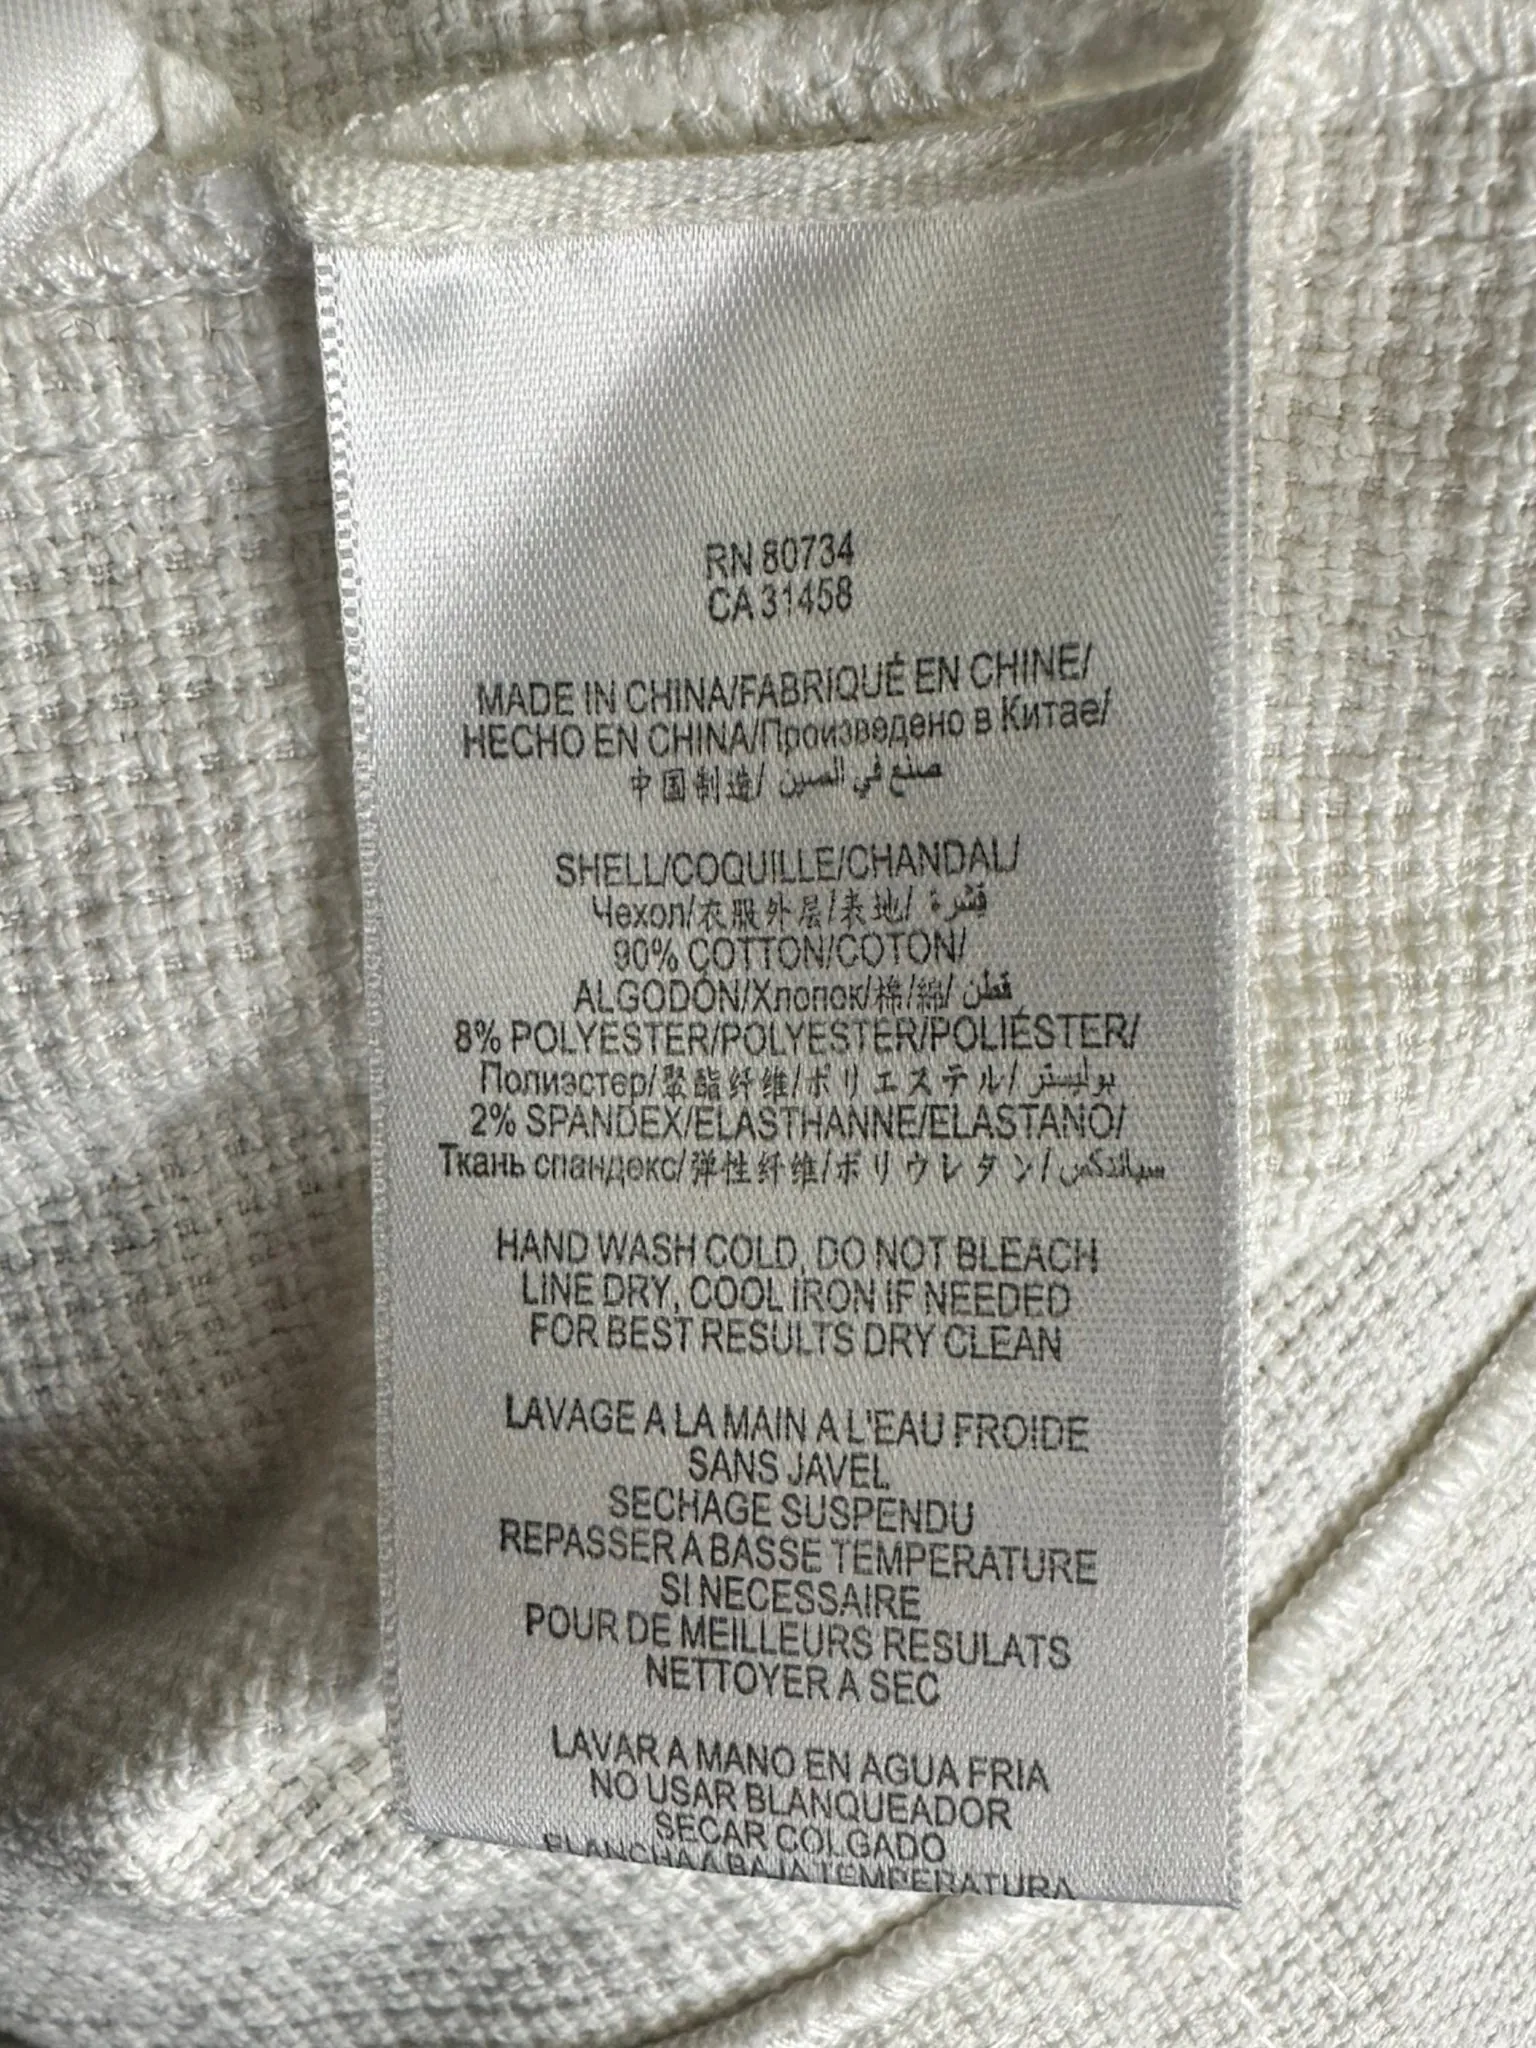 RN 80734
CA 31458
MADE IN CHINA/FABRIQUÉ EN CHINE/
HECHO EN CHINA/Произведено в Китае/
中国制造/ صنع في الصين
SHELL/COQUILLE/CHANDAL/
Чехол/衣服外层/表地/ قِشْرة
90% COTTON/COTON/
ALGODÓN/Хлопок/棉/綿/ قطن
8% POLYESTER/POLYESTER/POLIÉSTER/
Полиэстер/聚酯纤维/ポリエステル/ بوليستر
2% SPANDEX/ELASTHANNE/ELASTANO/
Ткань спандекс/弹性纤维/ポリウレタン/ سباندكس
HAND WASH COLD, DO NOT BLEACH
LINE DRY, COOL IRON IF NEEDED
FOR BEST RESULTS DRY CLEAN
LAVAGE A LA MAIN A L'EAU FROIDE
SANS JAVEL
SECHAGE SUSPENDU
REPASSER A BASSE TEMPERATURE
SI NECESSAIRE
POUR DE MEILLEURS RESULATS
NETTOYER A SEC
LAVAR A MANO EN AGUA FRIA
NO USAR BLANQUEADOR
SECAR COLGADO
PLANCHA A BAJA TEMPERATURA